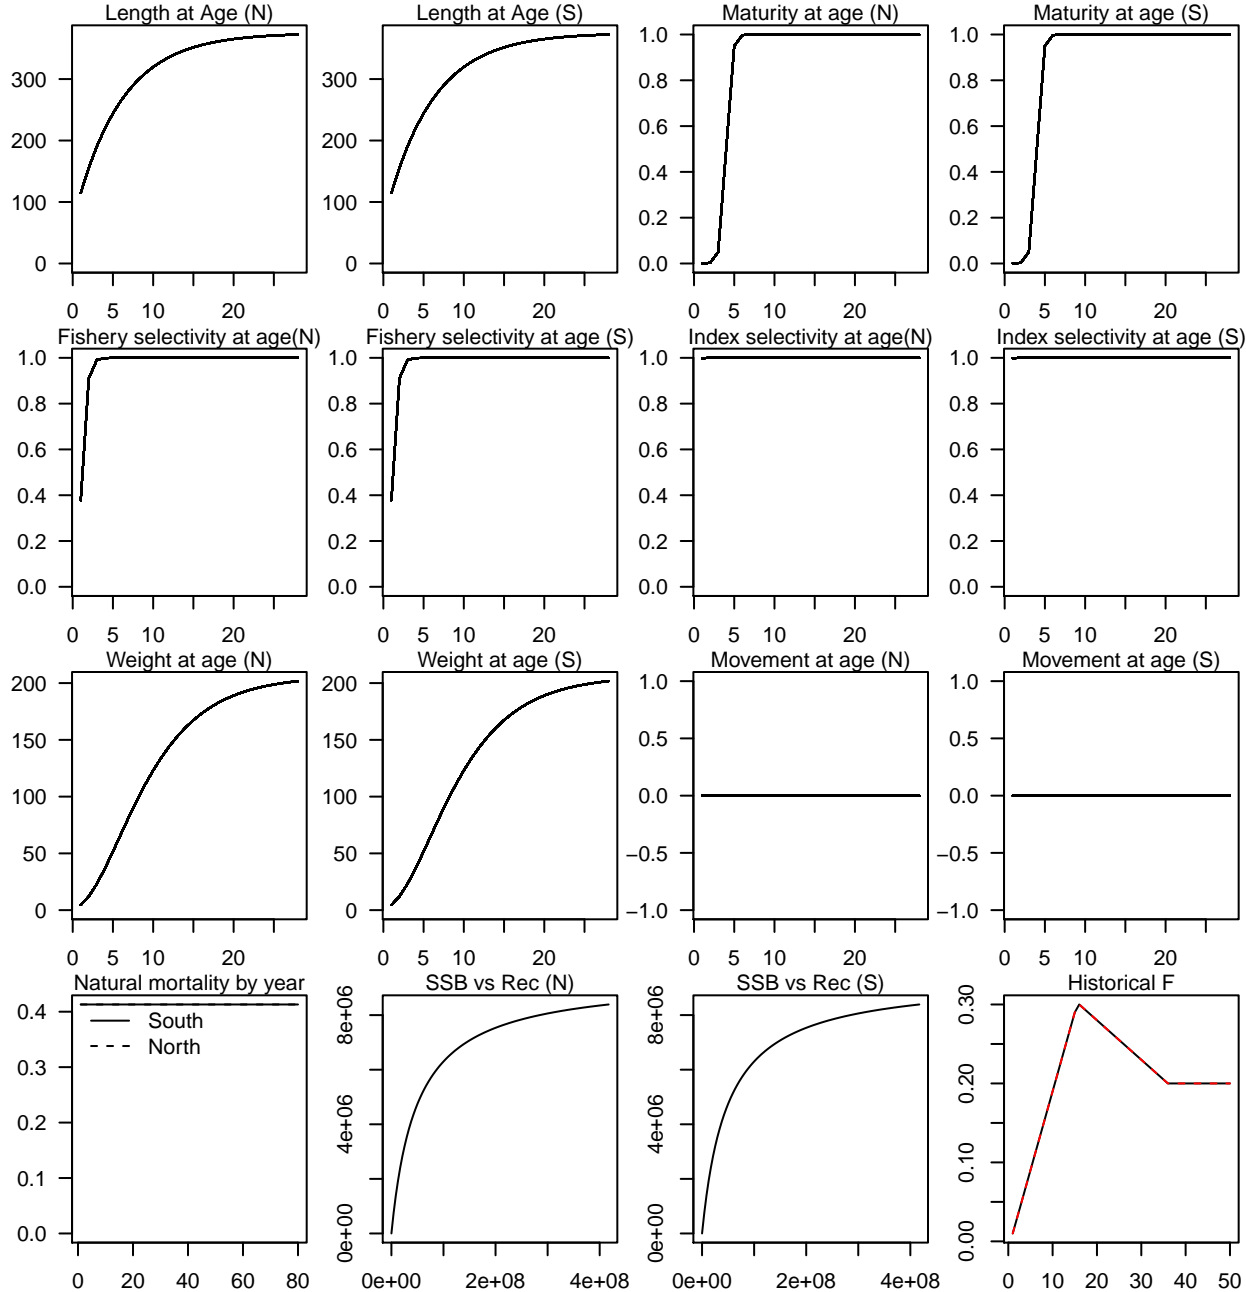 Length at Age (N)
Length at Age (S)
Maturity at age (N)
Maturity at age (S)
300
200
100
0
0 5 10 20
300
200
100
0
0 5 10 20
1.0
0.8
0.6
0.4
0.2
0.0
0 5 10 20
1.0
0.8
0.6
0.4
0.2
0.0
0 5 10 20
Fishery selectivity at age(N)
Fishery selectivity at age (S)
Index selectivity at age(N)
Index selectivity at age (S)
1.0
0.8
0.6
0.4
0.2
0.0
0 5 10 20
1.0
0.8
0.6
0.4
0.2
0.0
0 5 10 20
1.0
0.8
0.6
0.4
0.2
0.0
0 5 10 20
1.0
0.8
0.6
0.4
0.2
0.0
0 5 10 20
Weight at age (N)
Weight at age (S)
Movement at age (N)
Movement at age (S)
200
150
100
50
0
0 5 10 20
200
150
100
50
0
0 5 10 20
1.0
0.5
0.0
−0.5
−1.0
0 5 10 20
1.0
0.5
0.0
−0.5
−1.0
0 5 10 20
Natural mortality by year
SSB vs Rec (N)
SSB vs Rec (S)
Historical F
0.4
0.3
0.2
0.1
0.0
South
North
0 20 40 60 80
8e+06
4e+06
0e+00
0e+00 2e+08 4e+08
8e+06
4e+06
0e+00
0e+00 2e+08 4e+08
0.30
0.20
0.10
0.00
0 10 20 30 40 50